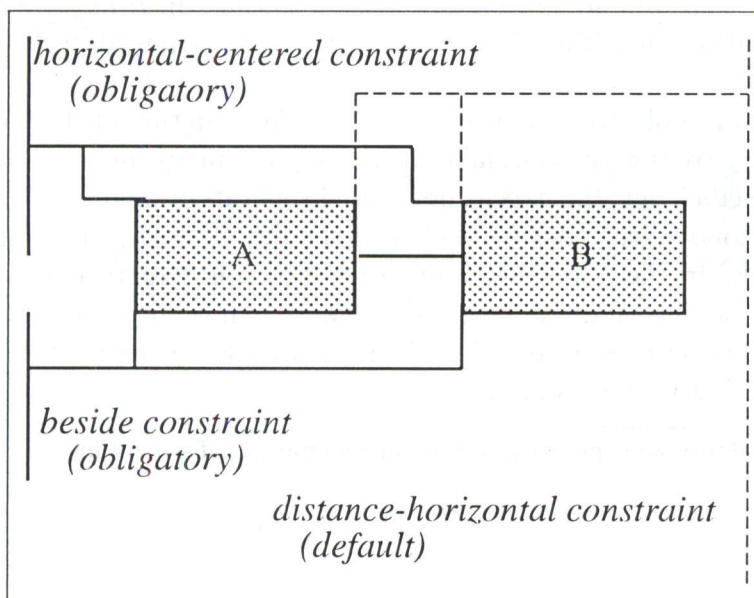 horizontal-centered constraint
(obligatory)
A
B
beside constraint
(obligatory)
distance-horizontal constraint
(default)